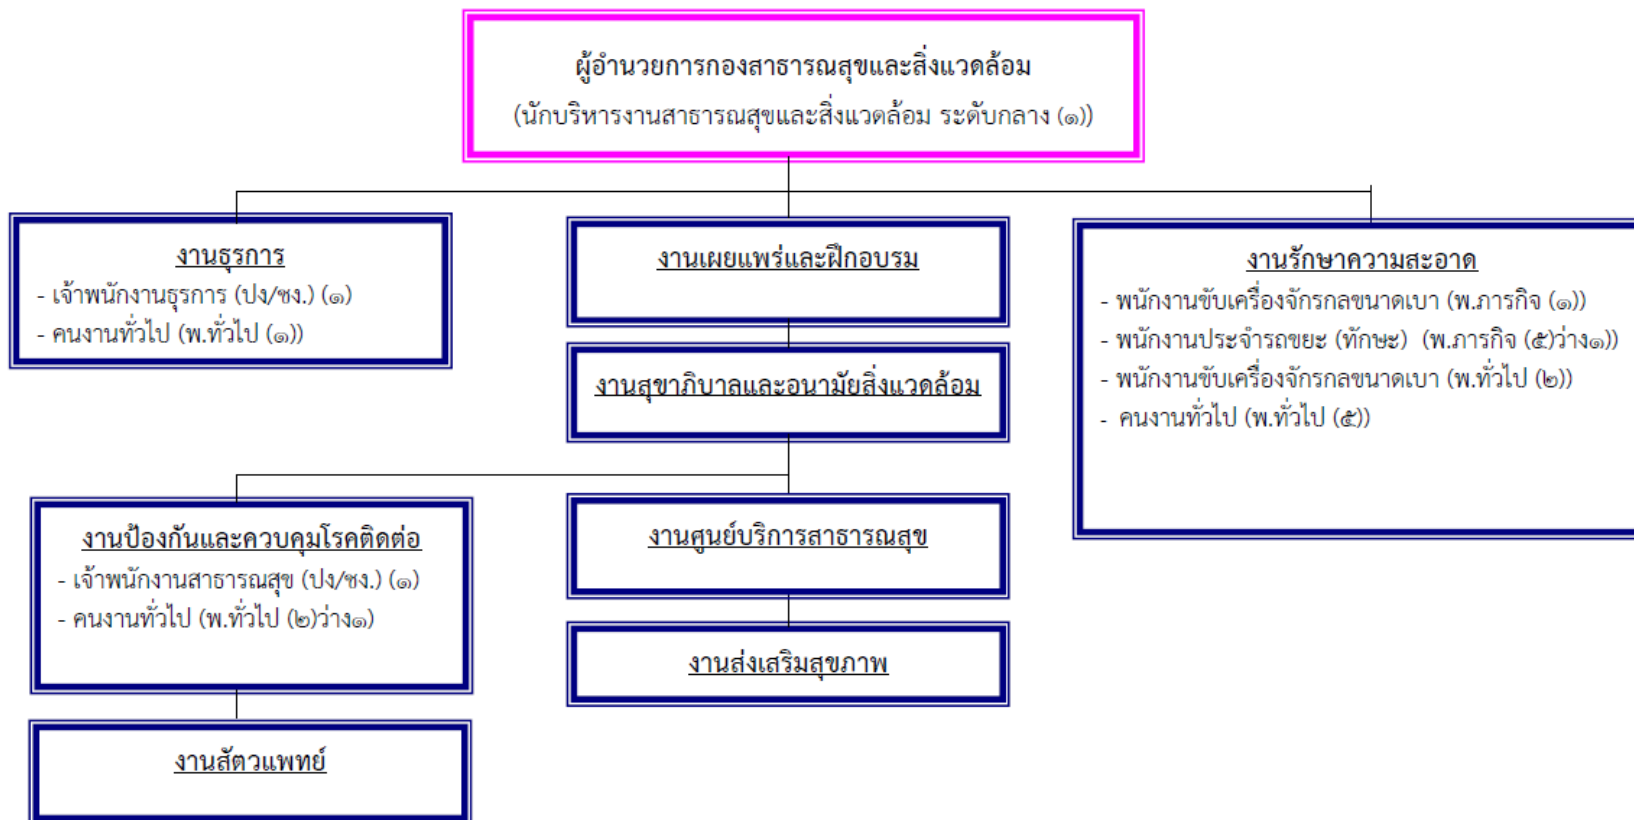 ผู้อำนวยการกองสาธารณสุขและสิ่งแวดล้อม
(นักบริหารงานสาธารณสุขและสิ่งแวดล้อม ระดับกลาง (๑))
งานธุรการ
- เจ้าพนักงานธุรการ (ปง/ชง.) (๑)
- คนงานทั่วไป (พ.ทั่วไป (๑))
งานเผยแพร่และฝึกอบรม
งานสุขาภิบาลและอนามัยสิ่งแวดล้อม
งานรักษาความสะอาด
- พนักงานขับเครื่องจักรกลขนาดเบา (พ.ภารกิจ (๑))
- พนักงานประจำรถขยะ (ทักษะ) (พ.ภารกิจ (๕)ว่าง๑))
- พนักงานขับเครื่องจักรกลขนาดเบา (พ.ทั่วไป (๒))
- คนงานทั่วไป (พ.ทั่วไป (๕))
งานป้องกันและควบคุมโรคติดต่อ
- เจ้าพนักงานสาธารณสุข (ปง/ชง.) (๑)
- คนงานทั่วไป (พ.ทั่วไป (๒)ว่าง๑)
งานศูนย์บริการสาธารณสุข
งานส่งเสริมสุขภาพ
งานสัตวแพทย์